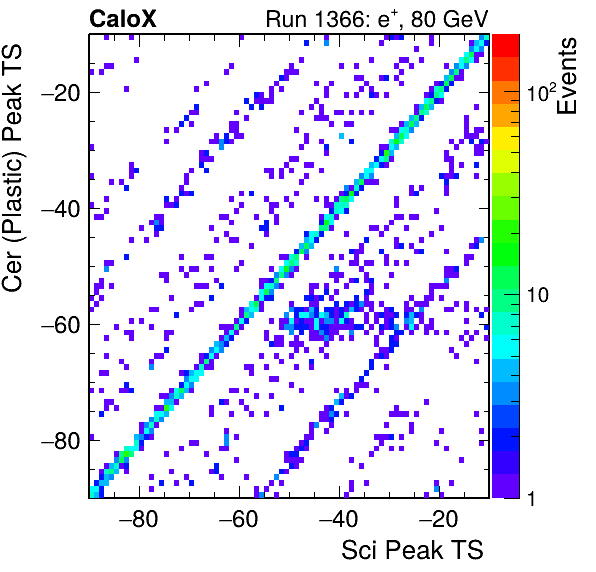 CaloX Run 1366: e⁺, 80 GeV
Cer (Plastic) Peak TS
−20
−40
−60
−80
−80 −60 −40 −20
Sci Peak TS
Events
10²
10
1